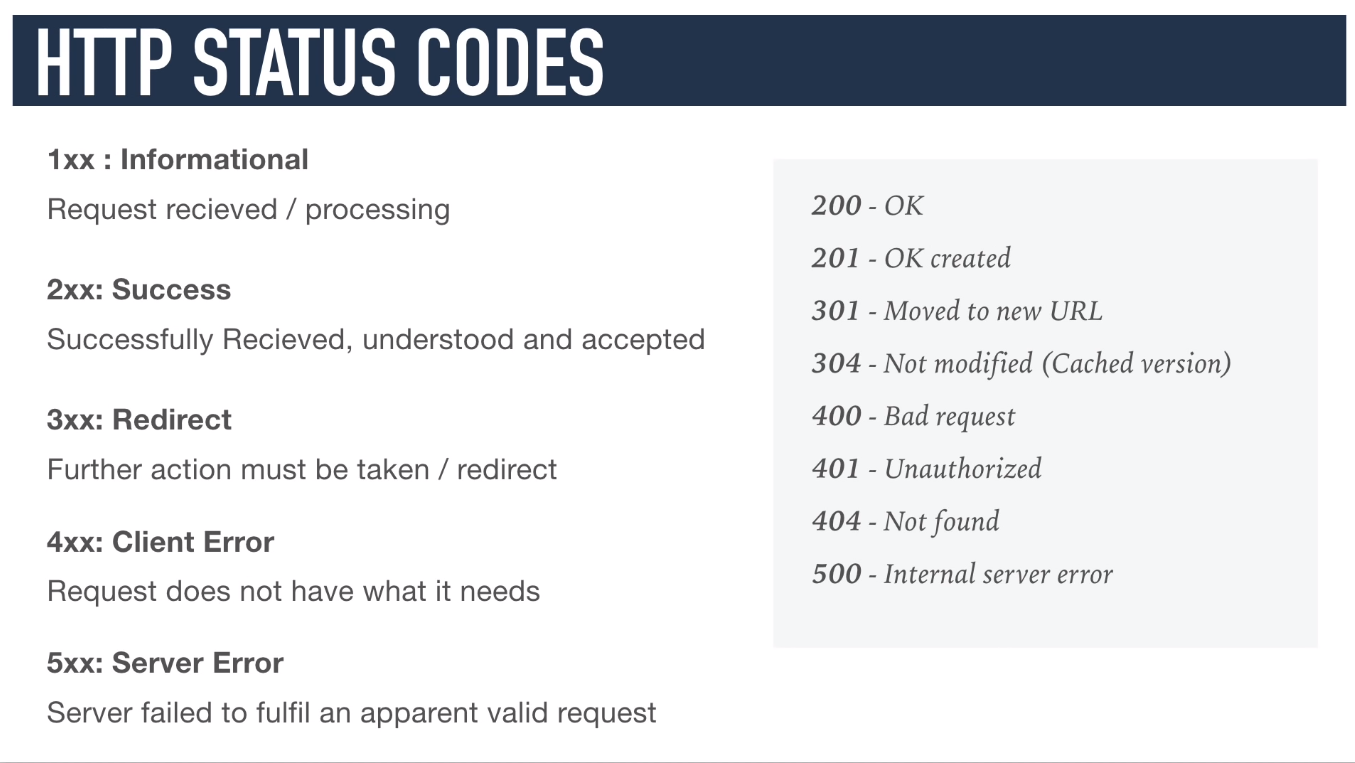 HTTP STATUS CODES
1xx : Informational
Request recieved / processing
2xx: Success
Successfully Recieved, understood and accepted
3xx: Redirect
Further action must be taken / redirect
4xx: Client Error
Request does not have what it needs
5xx: Server Error
Server failed to fulfil an apparent valid request
200 - OK
201 - OK created
301 - Moved to new URL
304 - Not modified (Cached version)
400 - Bad request
401 - Unauthorized
404 - Not found
500 - Internal server error